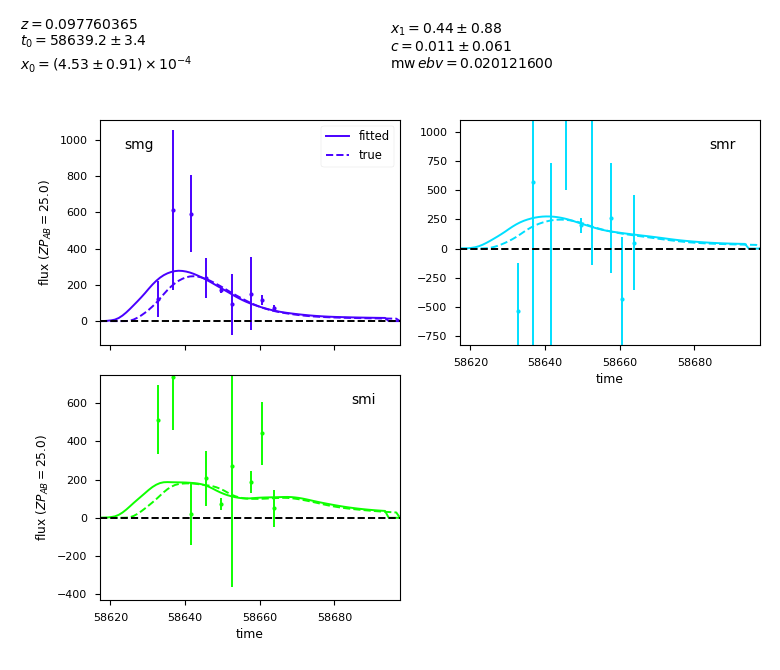 z = 0.097760365
t₀ = 58639.2 ± 3.4
x₀ = (4.53 ± 0.91) × 10⁻⁴
x₁ = 0.44 ± 0.88
c = 0.011 ± 0.061
mw ebv = 0.020121600
smg
fitted
true
1000
800
600
400
200
0
flux (ZP_AB = 25.0)
smr
1000
750
500
250
0
−250
−500
−750
58620 58640 58660 58680
time
smi
600
400
200
0
−200
−400
flux (ZP_AB = 25.0)
58620 58640 58660 58680
time